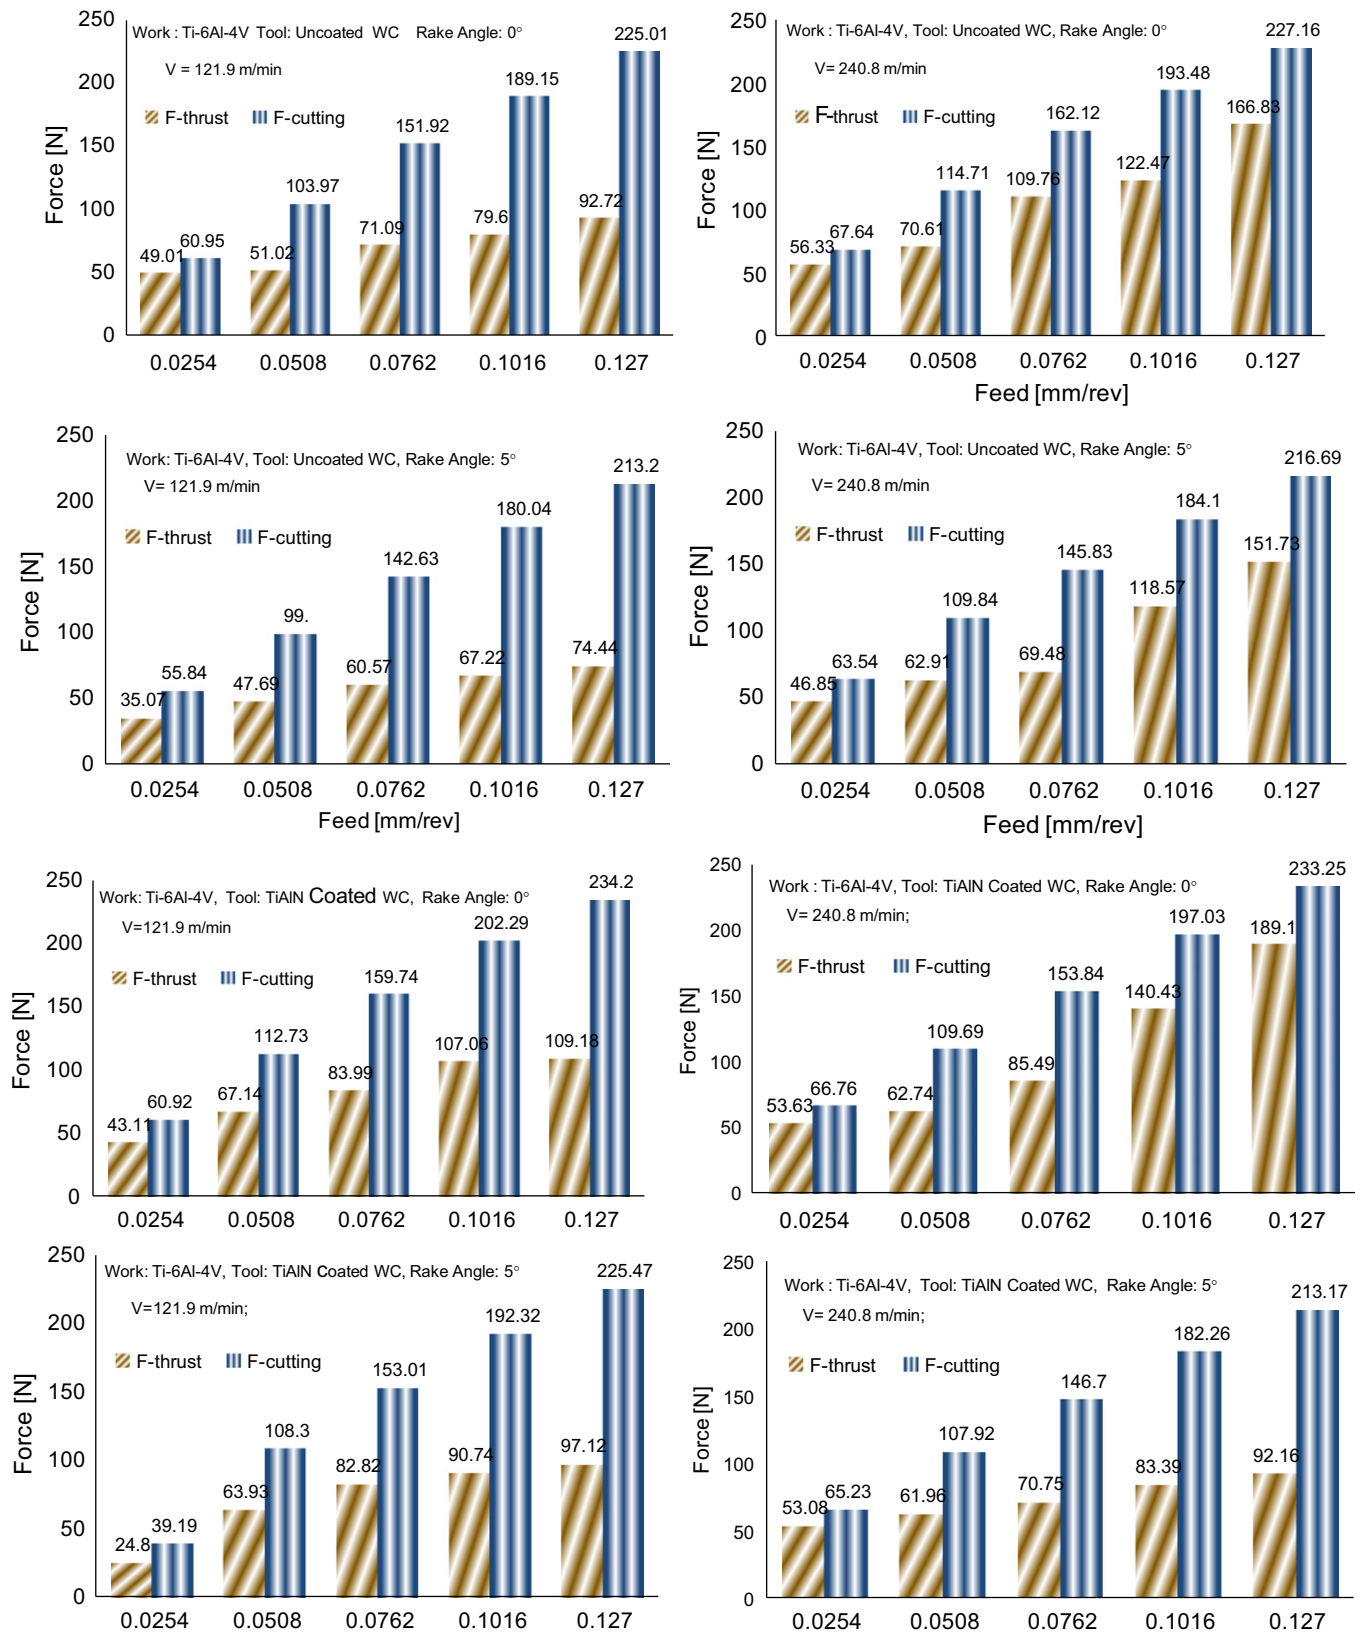 250
200
150
100
50
0
Force [N]
Work : Ti-6Al-4V Tool: Uncoated WC Rake Angle: 0°
V = 121.9 m/min
F-thrust F-cutting
49.01 60.95 51.02 103.97 71.09 151.92 79.6 189.15 92.72 225.01
0.0254 0.0508 0.0762 0.1016 0.127
250
200
150
100
50
0
Force [N]
Work : Ti-6Al-4V, Tool: Uncoated WC, Rake Angle: 0°
V= 240.8 m/min
F-thrust F-cutting
56.33 67.64 70.61 114.71 109.76 162.12 122.47 193.48 166.83 227.16
0.0254 0.0508 0.0762 0.1016 0.127
Feed [mm/rev]
250
200
150
100
50
0
Force [N]
Work: Ti-6Al-4V, Tool: Uncoated WC, Rake Angle: 5°
V= 121.9 m/min
F-thrust F-cutting
35.07 55.84 47.69 99. 60.57 142.63 67.22 180.04 74.44 213.2
0.0254 0.0508 0.0762 0.1016 0.127
Feed [mm/rev]
250
200
150
100
50
0
Force [N]
Work: Ti-6Al-4V, Tool: Uncoated WC, Rake Angle: 5°
V= 240.8 m/min
F-thrust F-cutting
46.85 63.54 62.91 109.84 69.48 145.83 118.57 184.1 151.73 216.69
0.0254 0.0508 0.0762 0.1016 0.127
Feed [mm/rev]
250
200
150
100
50
0
Force [N]
Work: Ti-6Al-4V, Tool: TiAlN Coated WC, Rake Angle: 0°
V=121.9 m/min
F-thrust F-cutting
43.11 60.92 67.14 112.73 83.99 159.74 107.06 202.29 109.18 234.2
0.0254 0.0508 0.0762 0.1016 0.127
250
200
150
100
50
0
Force [N]
Work : Ti-6Al-4V, Tool: TiAlN Coated WC, Rake Angle: 0°
V= 240.8 m/min;
F-thrust F-cutting
53.63 66.76 62.74 109.69 85.49 153.84 140.43 197.03 189.1 233.25
0.0254 0.0508 0.0762 0.1016 0.127
250
200
150
100
50
0
Force [N]
Work: Ti-6Al-4V, Tool: TiAlN Coated WC, Rake Angle: 5°
V=121.9 m/min;
F-thrust F-cutting
24.8 39.19 63.93 108.3 82.82 153.01 90.74 192.32 97.12 225.47
0.0254 0.0508 0.0762 0.1016 0.127
250
200
150
100
50
0
Force [N]
Work : Ti-6Al-4V, Tool: TiAlN Coated WC, Rake Angle: 5°
V= 240.8 m/min;
F-thrust F-cutting
53.08 65.23 61.96 107.92 70.75 146.7 83.39 182.26 92.16 213.17
0.0254 0.0508 0.0762 0.1016 0.127